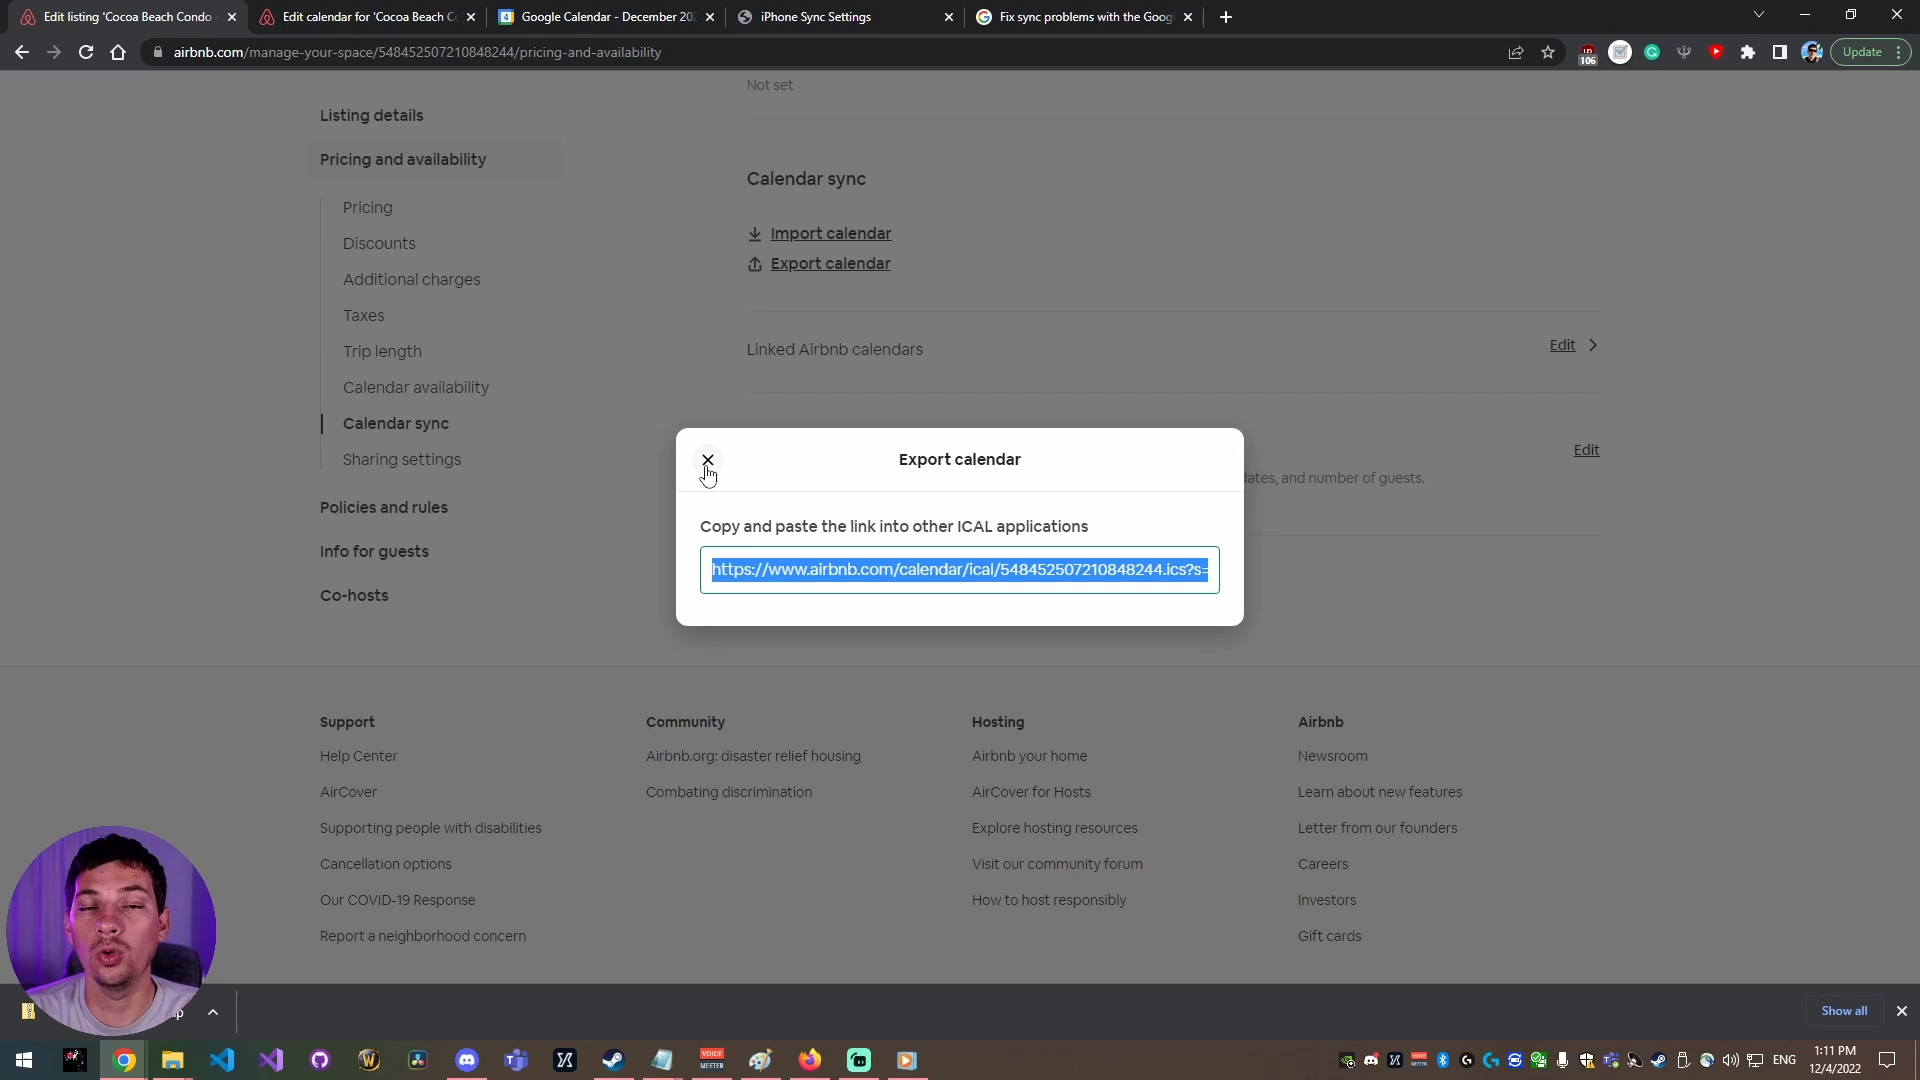 Edit listing 'Cocoa Beach Condo
Edit calendar for 'Cocoa Beach C
Google Calendar - December 20
iPhone Sync Settings
Fix sync problems with the Goog
airbnb.com/manage-your-space/548452507210848244/pricing-and-availability
106
Update
Not set
Listing details
Pricing and availability
Pricing
Discounts
Additional charges
Taxes
Trip length
Calendar availability
Calendar sync
Sharing settings
Policies and rules
Info for guests
Co-hosts
Calendar sync
Import calendar
Export calendar
Linked Airbnb calendars
Edit
Edit
dates, and number of guests.
Export calendar
Copy and paste the link into other ICAL applications
https://www.airbnb.com/calendar/ical/548452507210848244.ics?s=
Support
Help Center
AirCover
Supporting people with disabilities
Cancellation options
Our COVID-19 Response
Report a neighborhood concern
Community
Airbnb.org: disaster relief housing
Combating discrimination
Hosting
Airbnb your home
AirCover for Hosts
Explore hosting resources
Visit our community forum
How to host responsibly
Airbnb
Newsroom
Learn about new features
Letter from our founders
Careers
Investors
Gift cards
Show all
VOICE
MEETER
ENG
1:11 PM
12/4/2022